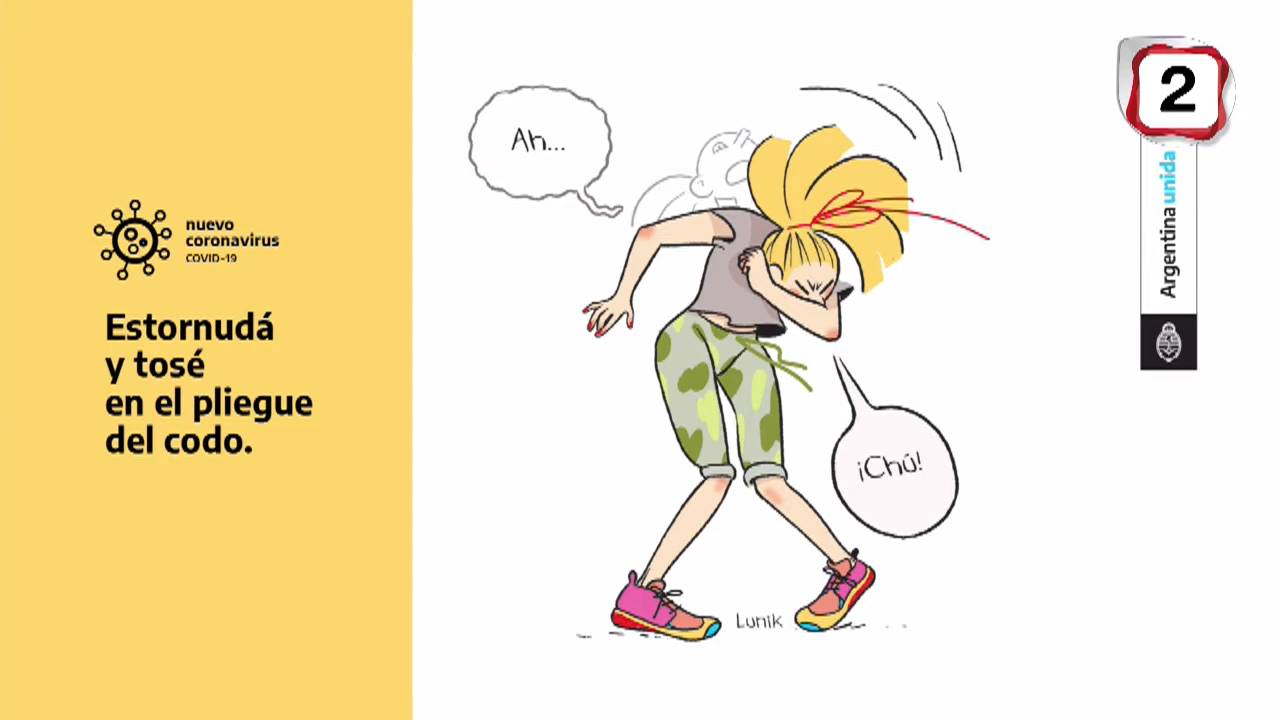 nuevo
coronavirus
COVID-19
Estornudá
y tosé
en el pliegue
del codo.
Ah...
¡Chú!
Lunik
2
Argentina unida